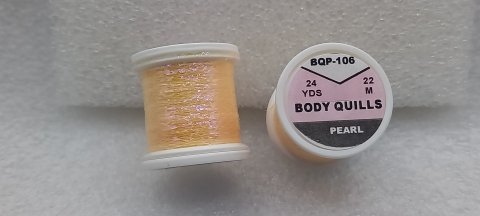 BQP-106
24 22
YDS M
BODY QUILLS
PEARL